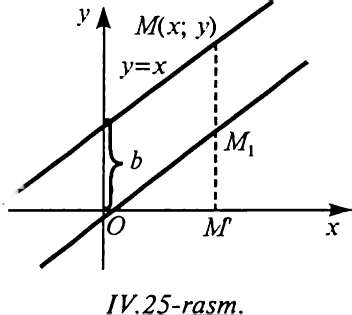 y
M(x; y)
y=x
M₁
b
O
M'
x
IV.25-rasm.